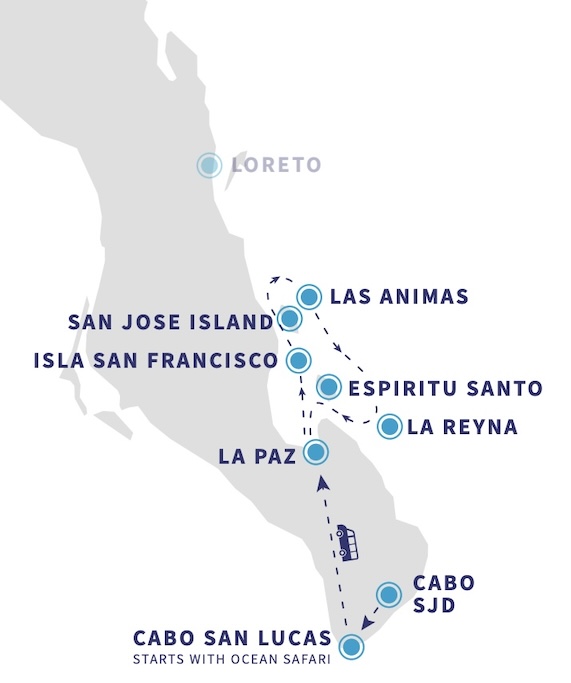 LORETO
LAS ANIMAS
SAN JOSE ISLAND
ISLA SAN FRANCISCO
ESPIRITU SANTO
LA REYNA
LA PAZ
CABO
SJD
CABO SAN LUCAS
STARTS WITH OCEAN SAFARI